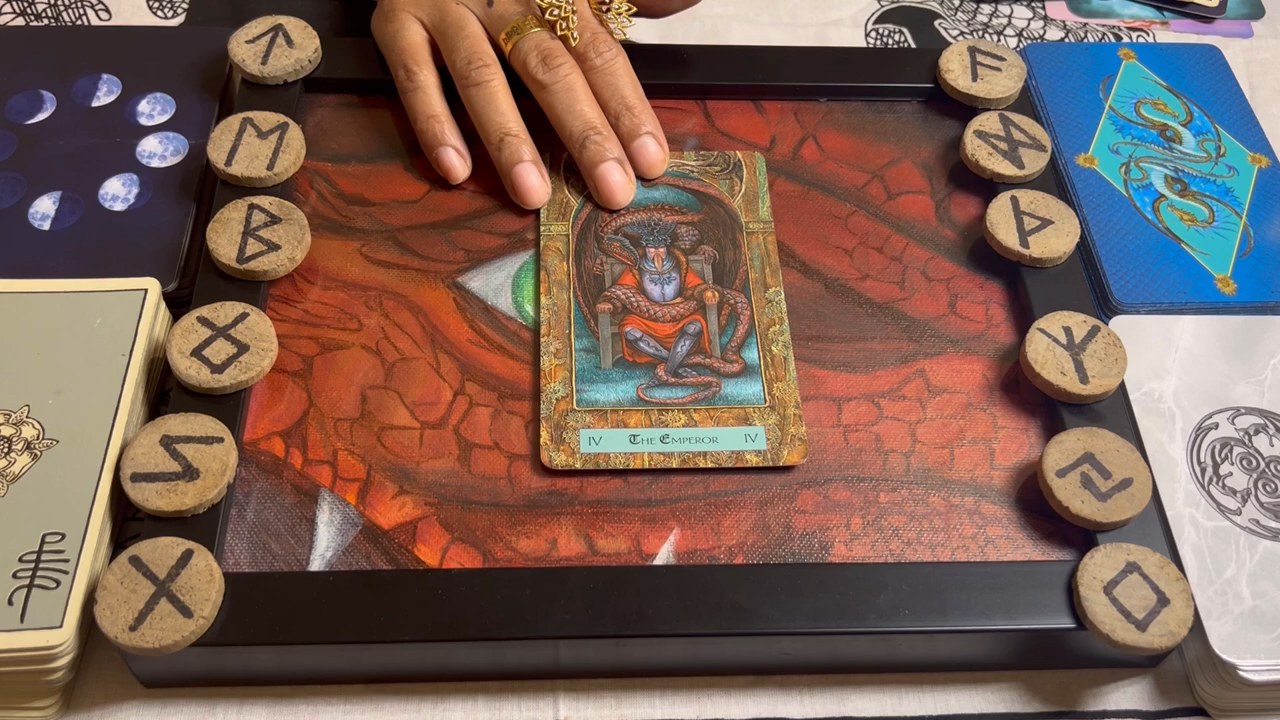 ᛏ
ᚨ
ᛖ
ᛞ
ᛒ
ᚦ
ᛟ
ᛉ
IV The Emperor IV
ᛊ
ᛃ
ᚷ
ᛜ